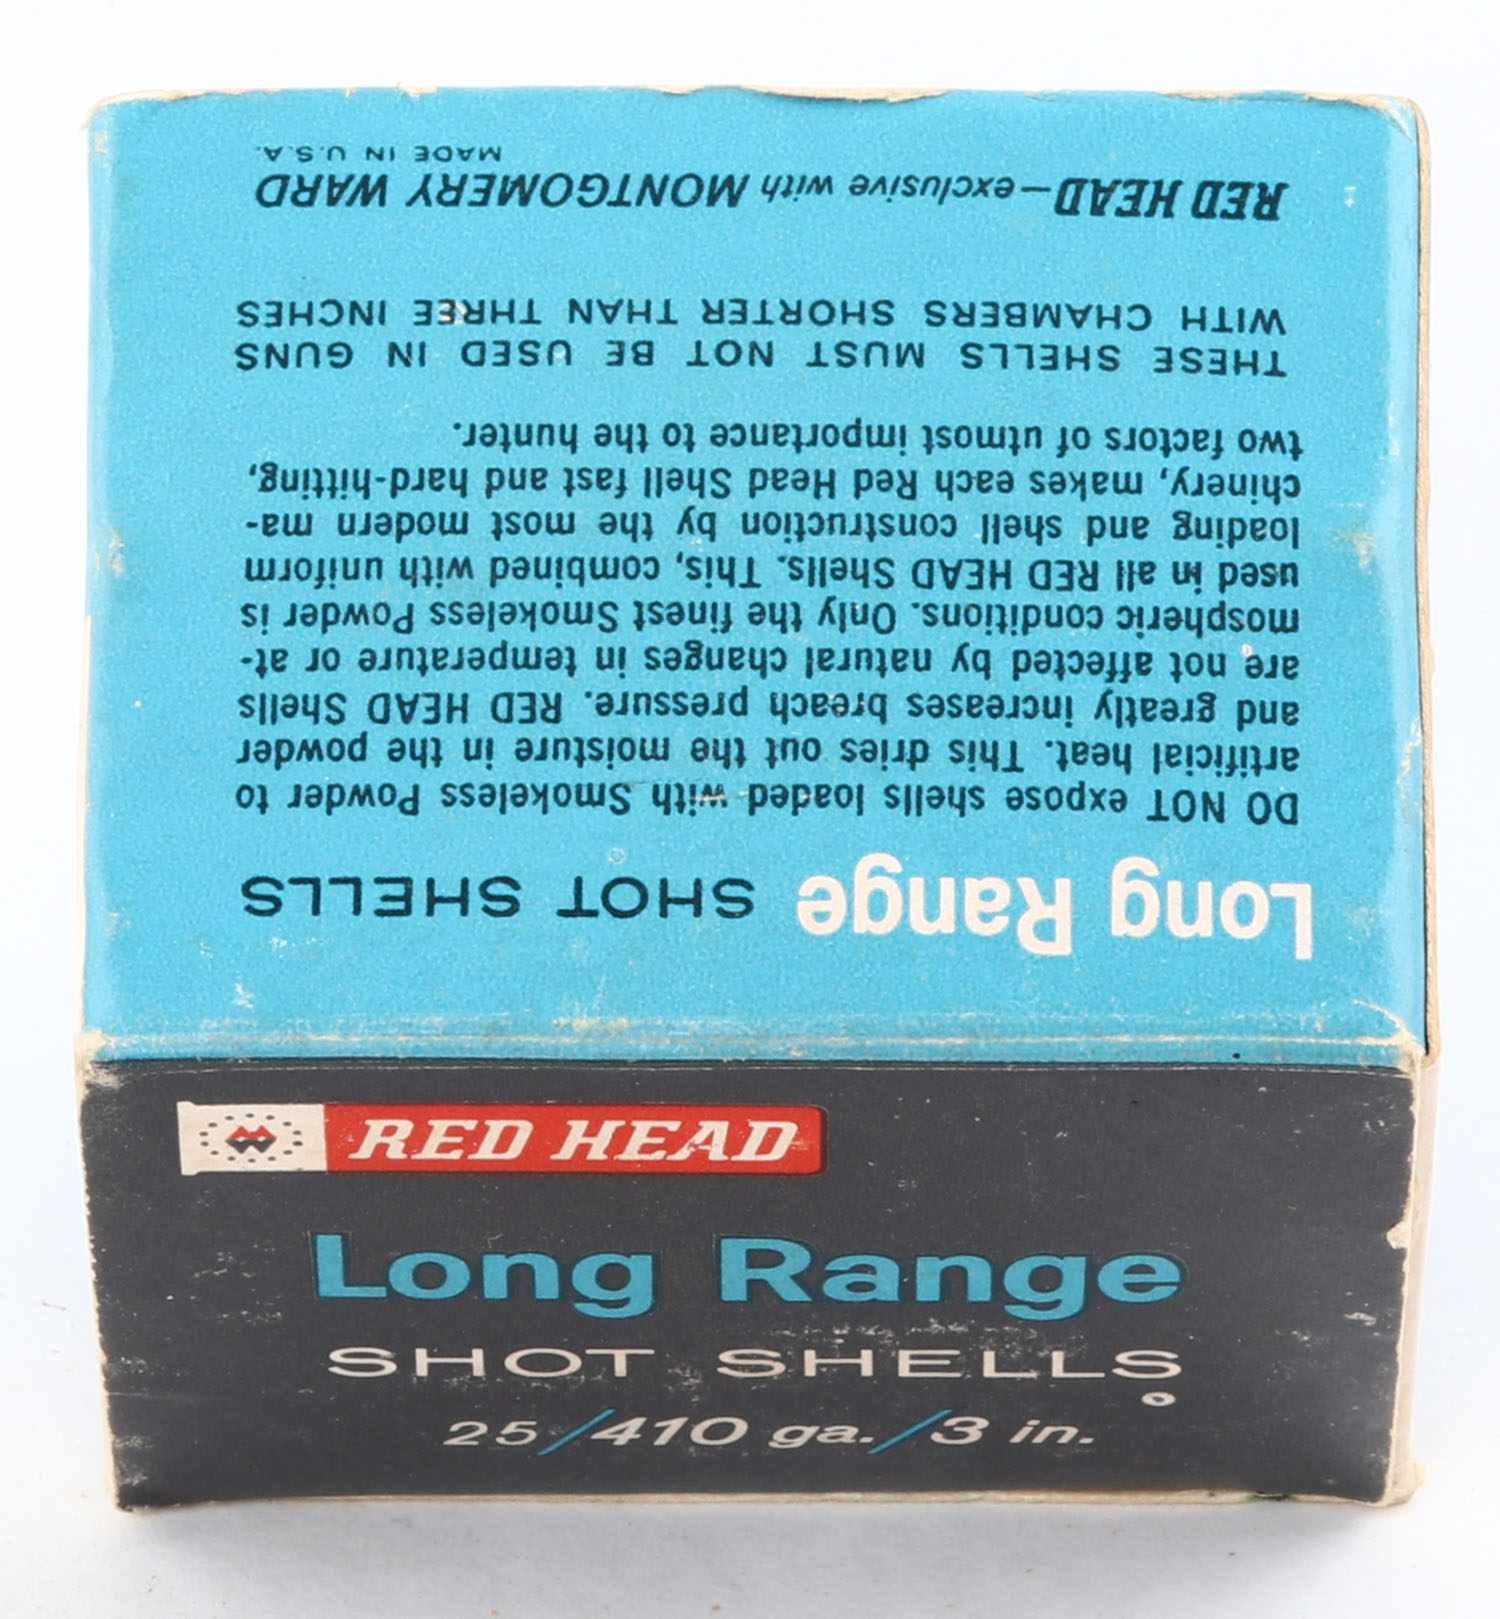 Long Range SHOT SHELLS
DO NOT expose shells loaded with Smokeless Powder to
artificial heat. This dries out the moisture in the powder
and greatly increases breach pressure. RED HEAD Shells
are not affected by natural changes in temperature or at-
mospheric conditions. Only the finest Smokeless Powder is
used in all RED HEAD Shells. This, combined with uniform
loading and shell construction by the most modern ma-
chinery, makes each Red Head Shell fast and hard-hitting,
two factors of utmost importance to the hunter.
THESE SHELLS MUST NOT BE USED IN GUNS
WITH CHAMBERS SHORTER THAN THREE INCHES
RED HEAD—exclusive with MONTGOMERY WARD
MADE IN U.S.A.
RED HEAD
Long Range
SHOT SHELLS
25/410 ga./3 in.